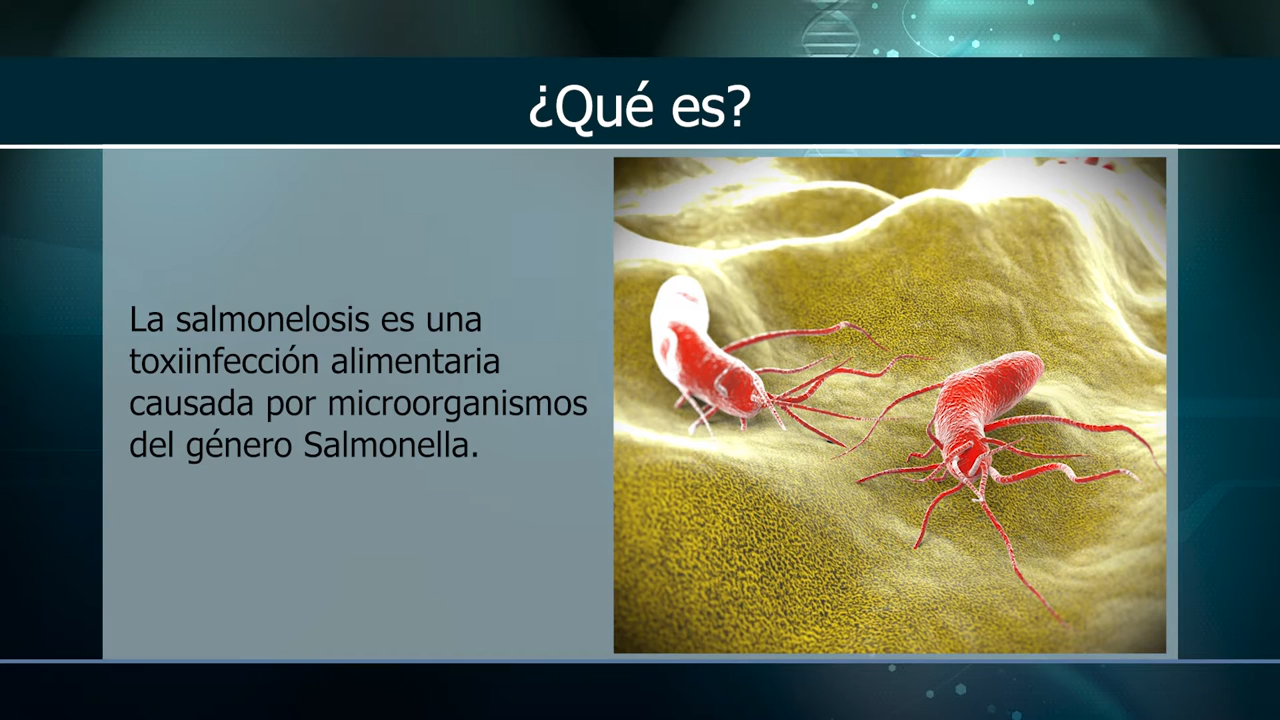 ¿Qué es?
La salmonelosis es una
toxiinfección alimentaria
causada por microorganismos
del género Salmonella.